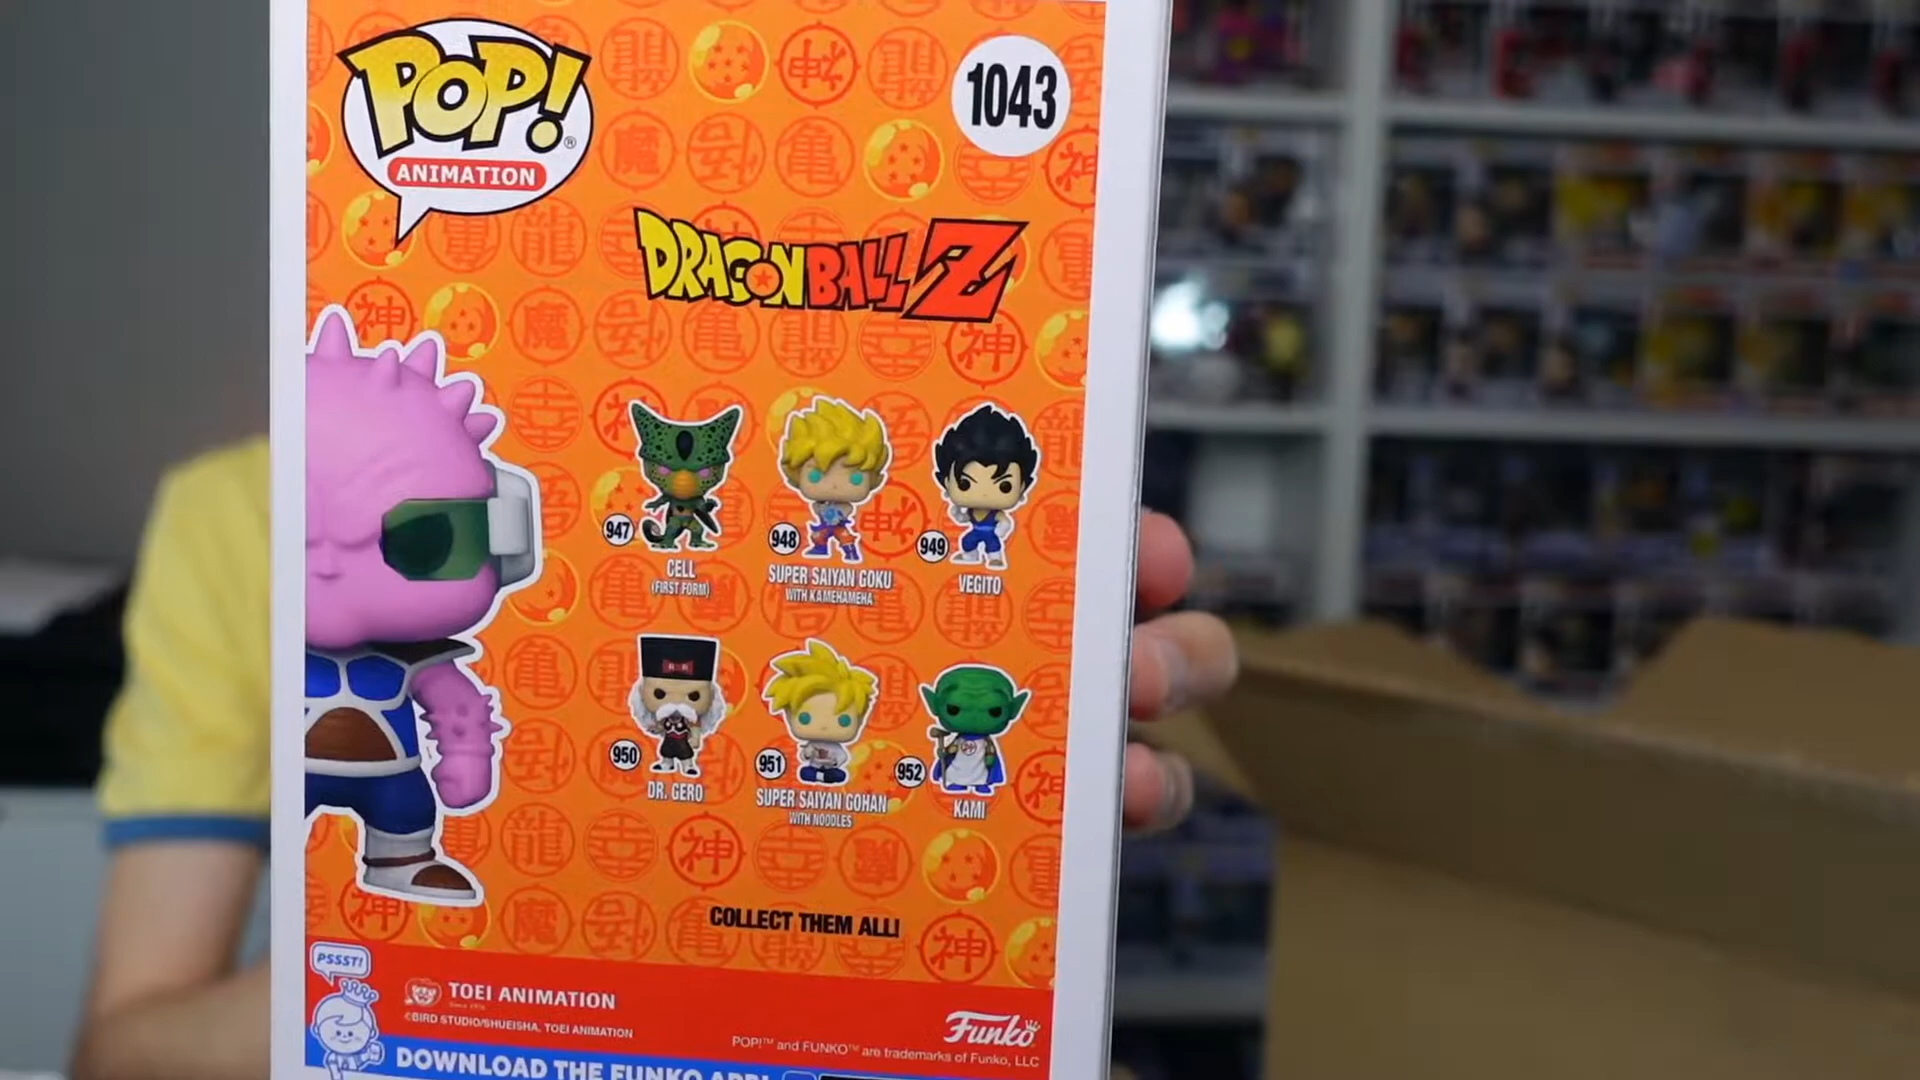 POP!®
ANIMATION
1043
DRAGONBALL Z
947
CELL
(FIRST FORM)
948
SUPER SAIYAN GOKU
WITH KAMEHAMEHA
949
VEGITO
950
DR. GERO
951
SUPER SAIYAN GOHAN
WITH NOODLES
952
KAMI
COLLECT THEM ALL!
PSSST!
TOEI ANIMATION
©BIRD STUDIO/SHUEISHA, TOEI ANIMATION
Funko
POP!™ and FUNKO™ are trademarks of Funko, LLC
DOWNLOAD THE FUNKO APP!